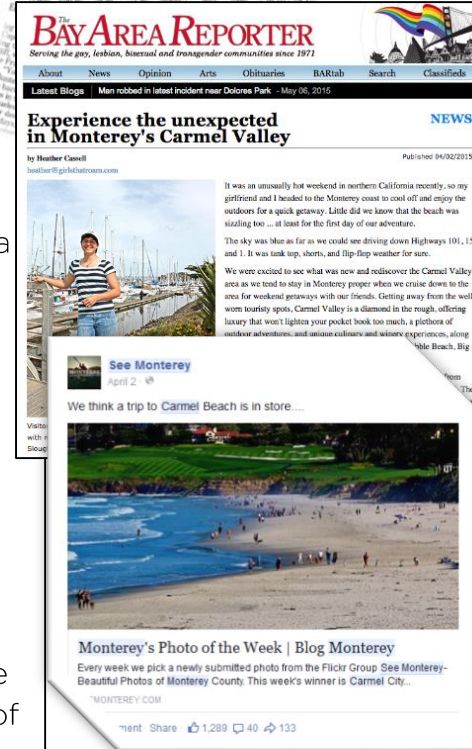 The
BAY AREA REPORTER
Serving the gay, lesbian, bisexual and transgender communities since 1971
About News Opinion Arts Obituaries BARtab Search Classifieds
Latest Blogs Man robbed in latest incident near Dolores Park - May 06, 2015
Experience the unexpected
in Monterey's Carmel Valley
NEWS
by Heather Cassell
heather@girlsthatroam.com
Published 04/02/2015
It was an unusually hot weekend in northern California recently, so my
girlfriend and I headed to the Monterey coast to cool off and enjoy the
outdoors for a quick getaway. Little did we know that the beach was
sizzling too ... at least for the first day of our adventure.
The sky was blue as far as we could see driving down Highways 101, 15
and 1. It was tank top, shorts, and flip-flop weather for sure.
We were excited to see what was new and rediscover the Carmel Valley
area as we tend to stay in Monterey proper when we cruise down to the
area for weekend getaways with our friends. Getting away from the well
worn touristy spots, Carmel Valley is a diamond in the rough, offering
luxury that won't lighten your pocket book too much, a plethora of
outdoor adventures, and unique culinary and winery experiences, along
Beach, Big
from
The
a
See Monterey
April 2
We think a trip to Carmel Beach is in store....
Monterey's Photo of the Week | Blog Monterey
Every week we pick a newly submitted photo from the Flickr Group See Monterey-
Beautiful Photos of Monterey County. This week's winner is Carmel City...
MONTEREY.COM
Share 1,289 40 133
e
of